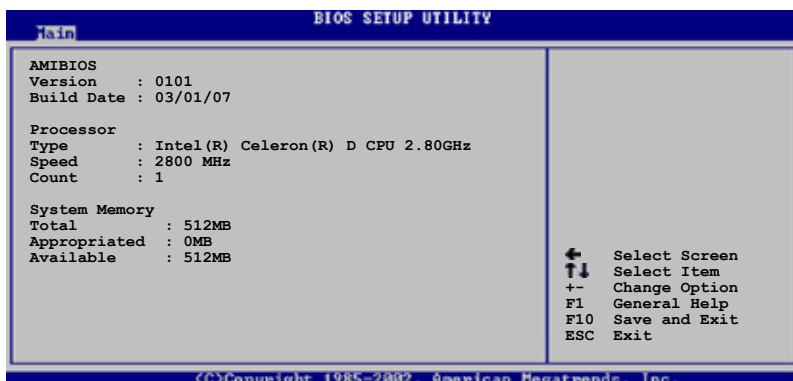 BIOS SETUP UTILITY
Main
AMIBIOS
Version : 0101
Build Date : 03/01/07
Processor
Type : Intel(R) Celeron(R) D CPU 2.80GHz
Speed : 2800 MHz
Count : 1
System Memory
Total : 512MB
Appropriated : 0MB
Available : 512MB
← Select Screen
↑↓ Select Item
+- Change Option
F1 General Help
F10 Save and Exit
ESC Exit
(C)Copyright 1985-2002, American Megatrends, Inc.